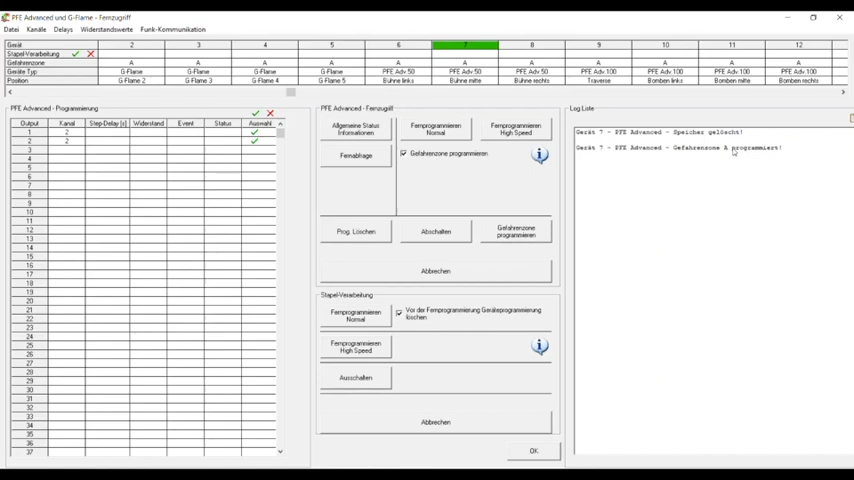 PFE Advanced und G-Flame - Fernzugriff
Datei Kanäle Delays Widerstandswerte Funk-Kommunikation
Gerät 2 3 4 5 6 7 8 9 10 11 12
Stapel-Verarbeitung
Gefahrenzone A A A A A A A A A A A
Geräte Typ G-Flame G-Flame G-Flame G-Flame PFE Adv.50 PFE Adv.50 PFE Adv.50 PFE Adv.100 PFE Adv.100 PFE Adv.100 PFE Adv.100
Position G-Flame 2 G-Flame 3 G-Flame 4 G-Flame 5 Bühne links Bühne mitte Bühne rechts Traverse Bomben links Bomben mitte Bomben rechts
PFE Advanced - Programmierung
Output Kanal Step-Delay [s] Widerstand Event Status Auswahl
1 2
2 2
3
4
5
6
7
8
9
10
11
12
13
14
15
16
17
18
19
20
21
22
23
24
25
26
27
28
29
30
31
32
33
34
35
36
37
PFE Advanced - Fernzugriff
Allgemeine Status Informationen
Fernprogrammieren Normal
Fernprogrammieren High Speed
Fernabfrage
Gefahrenzone programmieren
Prog. Löschen
Abschalten
Gefahrenzone programmieren
Abbrechen
Stapel-Verarbeitung
Fernprogrammieren Normal
Vor der Fernprogrammierung Geräteprogrammierung
löschen
Fernprogrammieren High Speed
Ausschalten
Abbrechen
OK
Log Liste
Gerät 7 - PFE Advanced - Speicher gelöscht!
Gerät 7 - PFE Advanced - Gefahrenzone A programmiert!